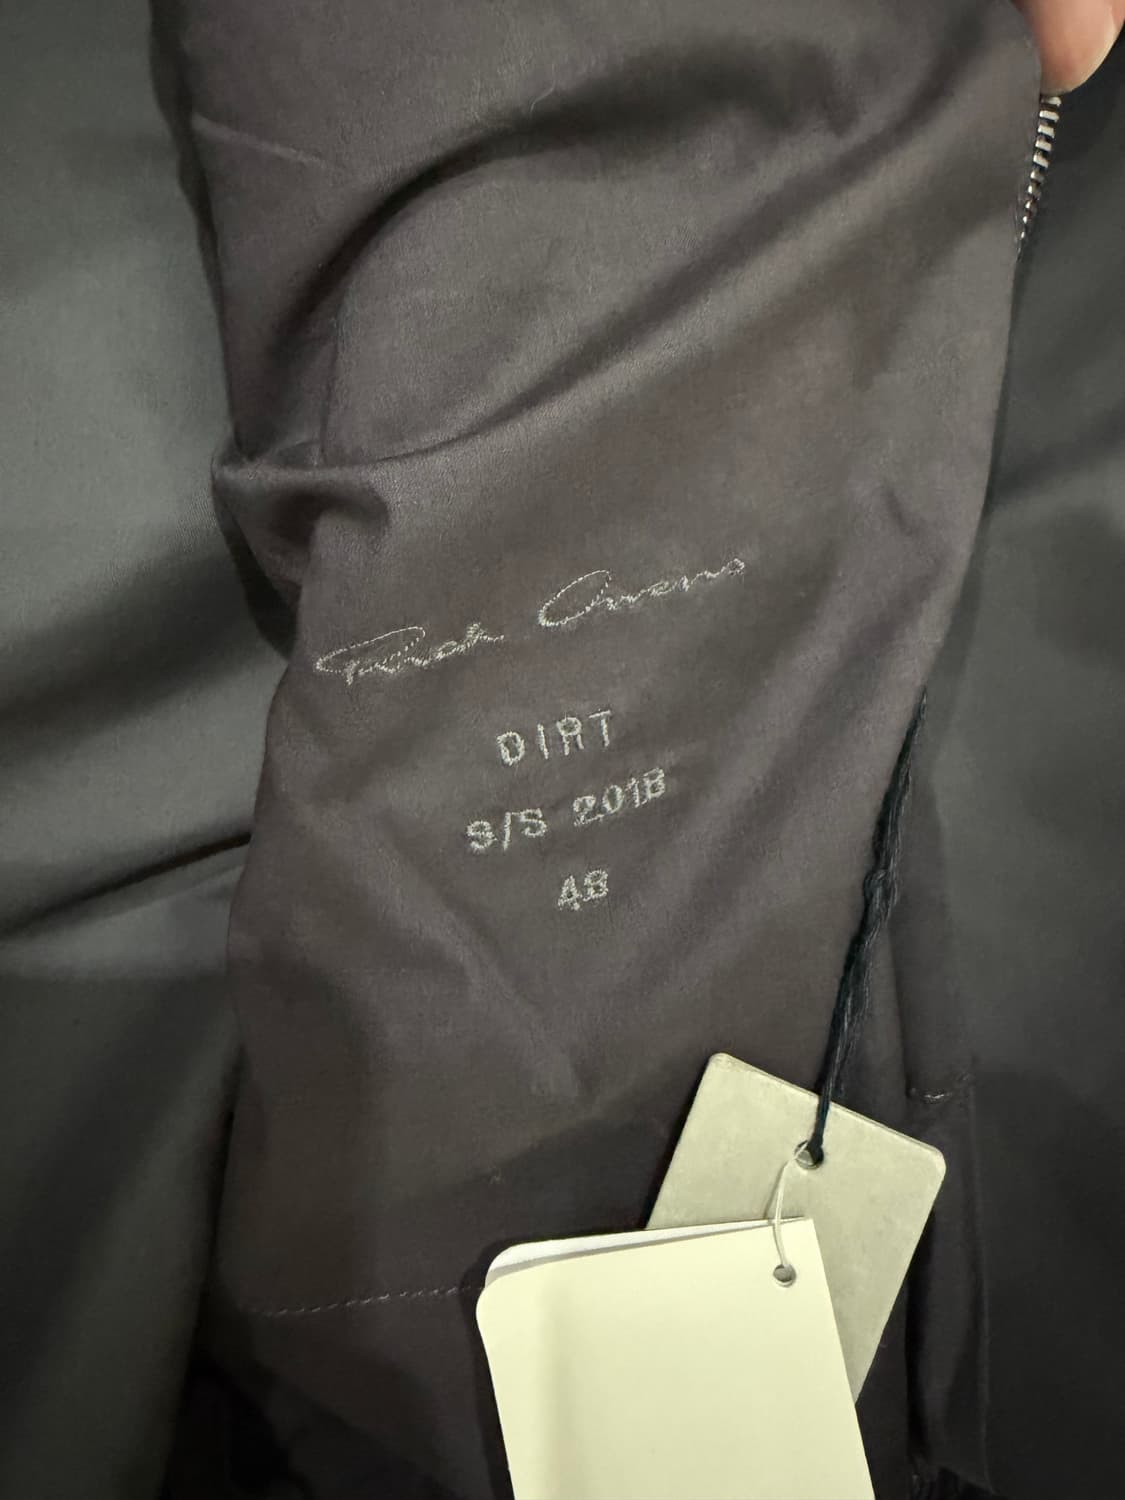 Rick Owens
DIRT
S/S 2018
48